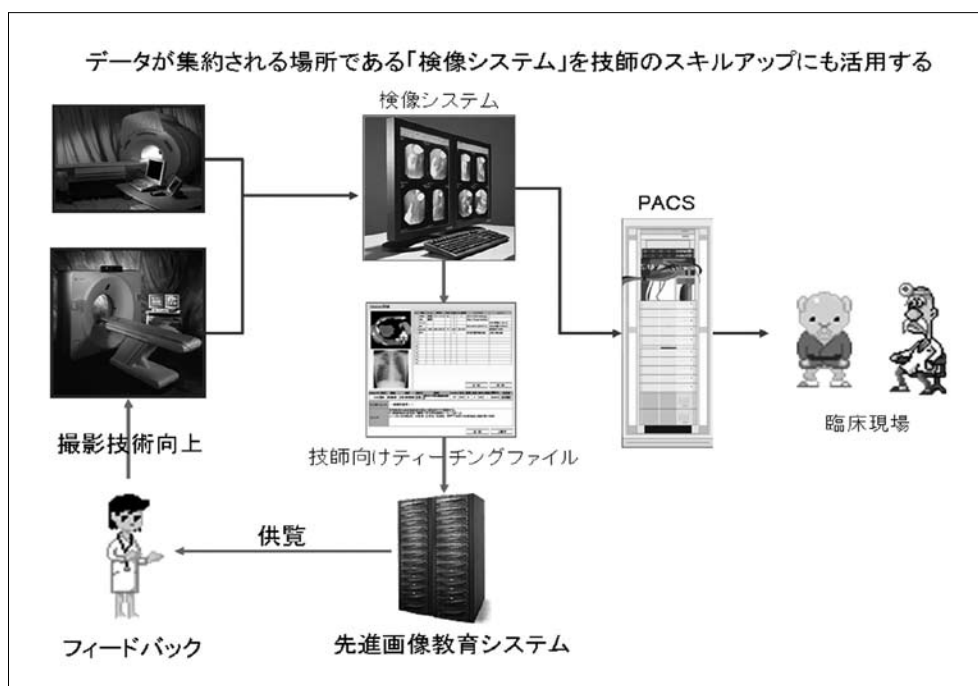 データが集約される場所である「検像システム」を技師のスキルアップにも活用する
検像システム
PACS
臨床現場
撮影技術向上
技師向けティーチングファイル
供覧
フィードバック
先進画像教育システム